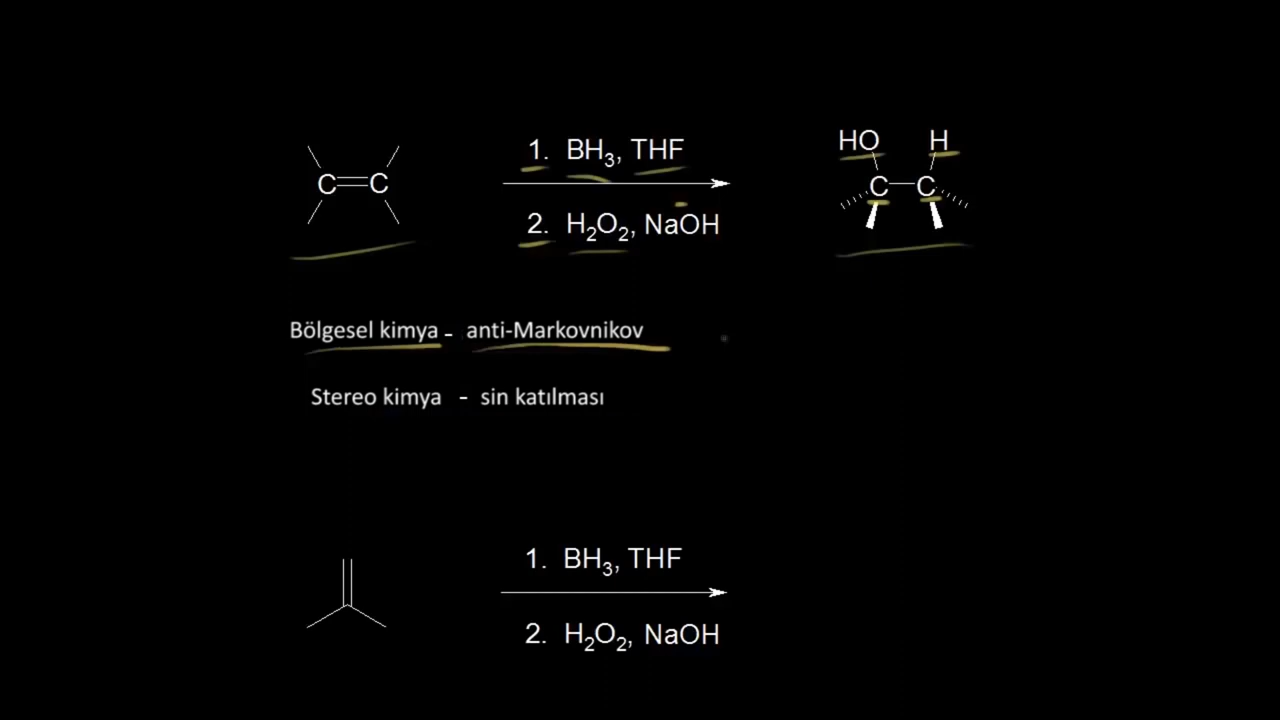 1. BH₃, THF
HO H
C=C
C—C
2. H₂O₂, NaOH
Bölgesel kimya - anti-Markovnikov
Stereo kimya - sin katılması
1. BH₃, THF
2. H₂O₂, NaOH